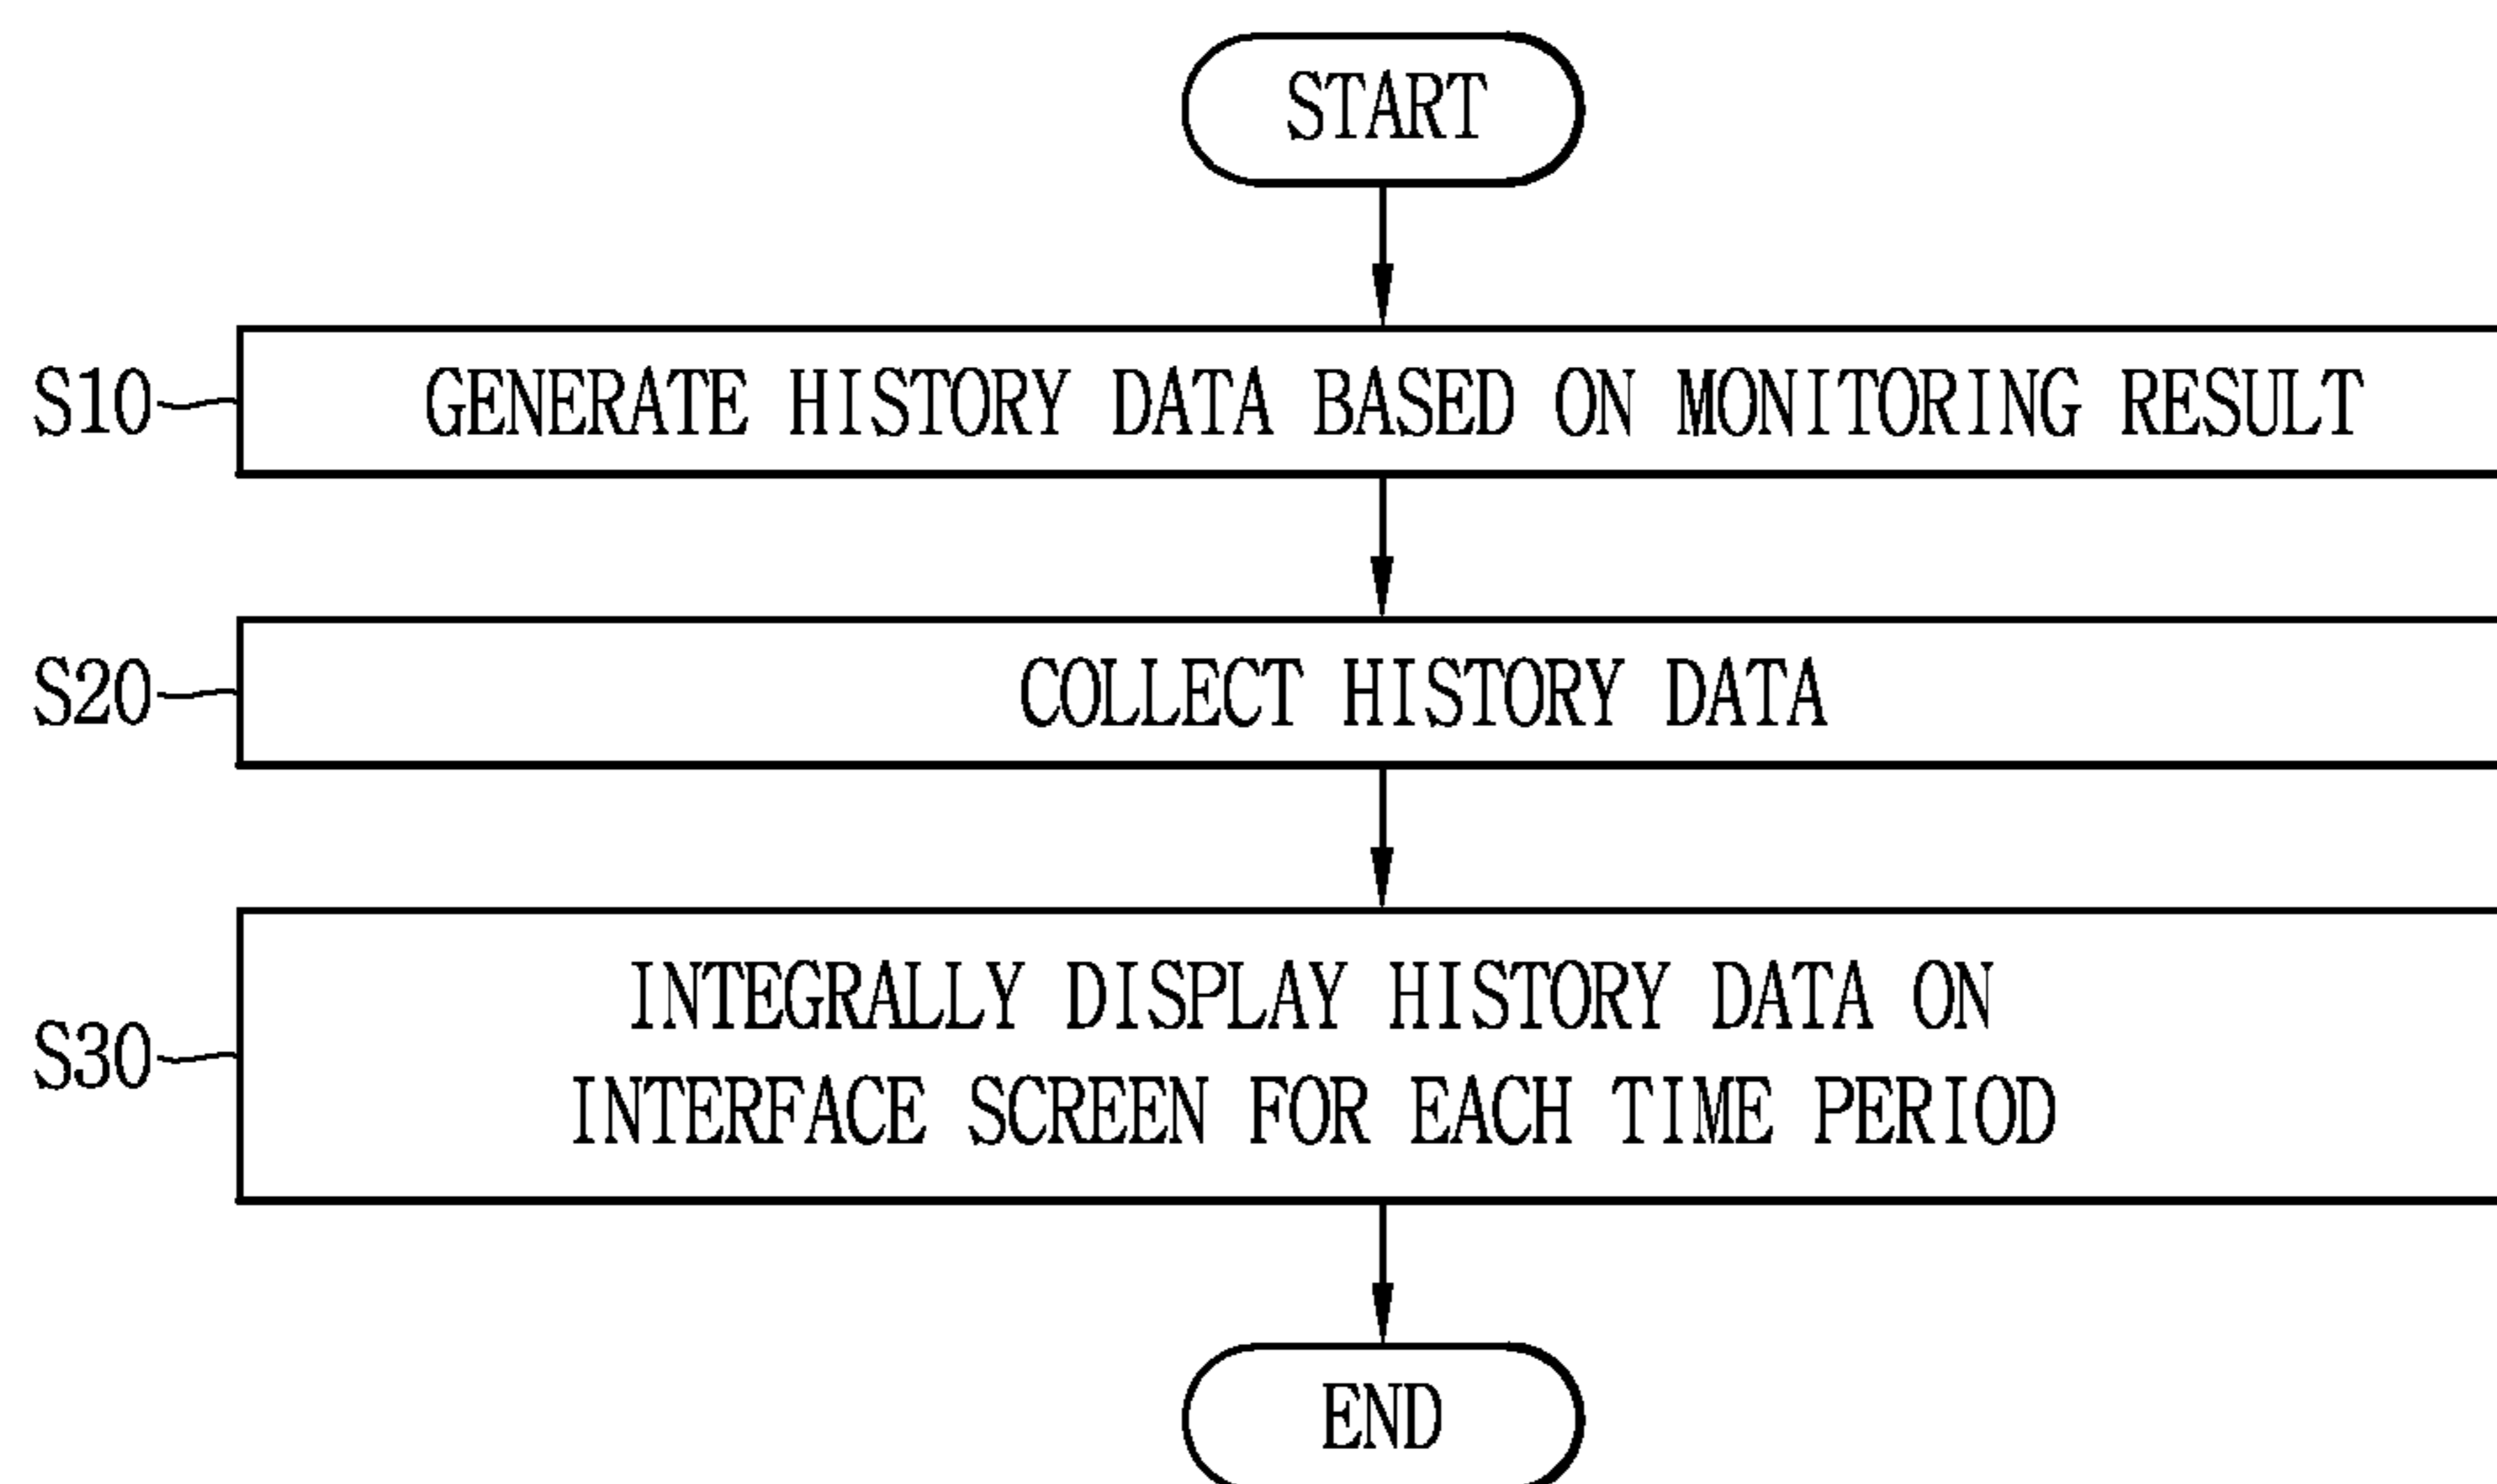 START
S10 GENERATE HISTORY DATA BASED ON MONITORING RESULT
S20 COLLECT HISTORY DATA
INTEGRALLY DISPLAY HISTORY DATA ON
S30
INTERFACE SCREEN FOR EACH TIME PERIOD
END